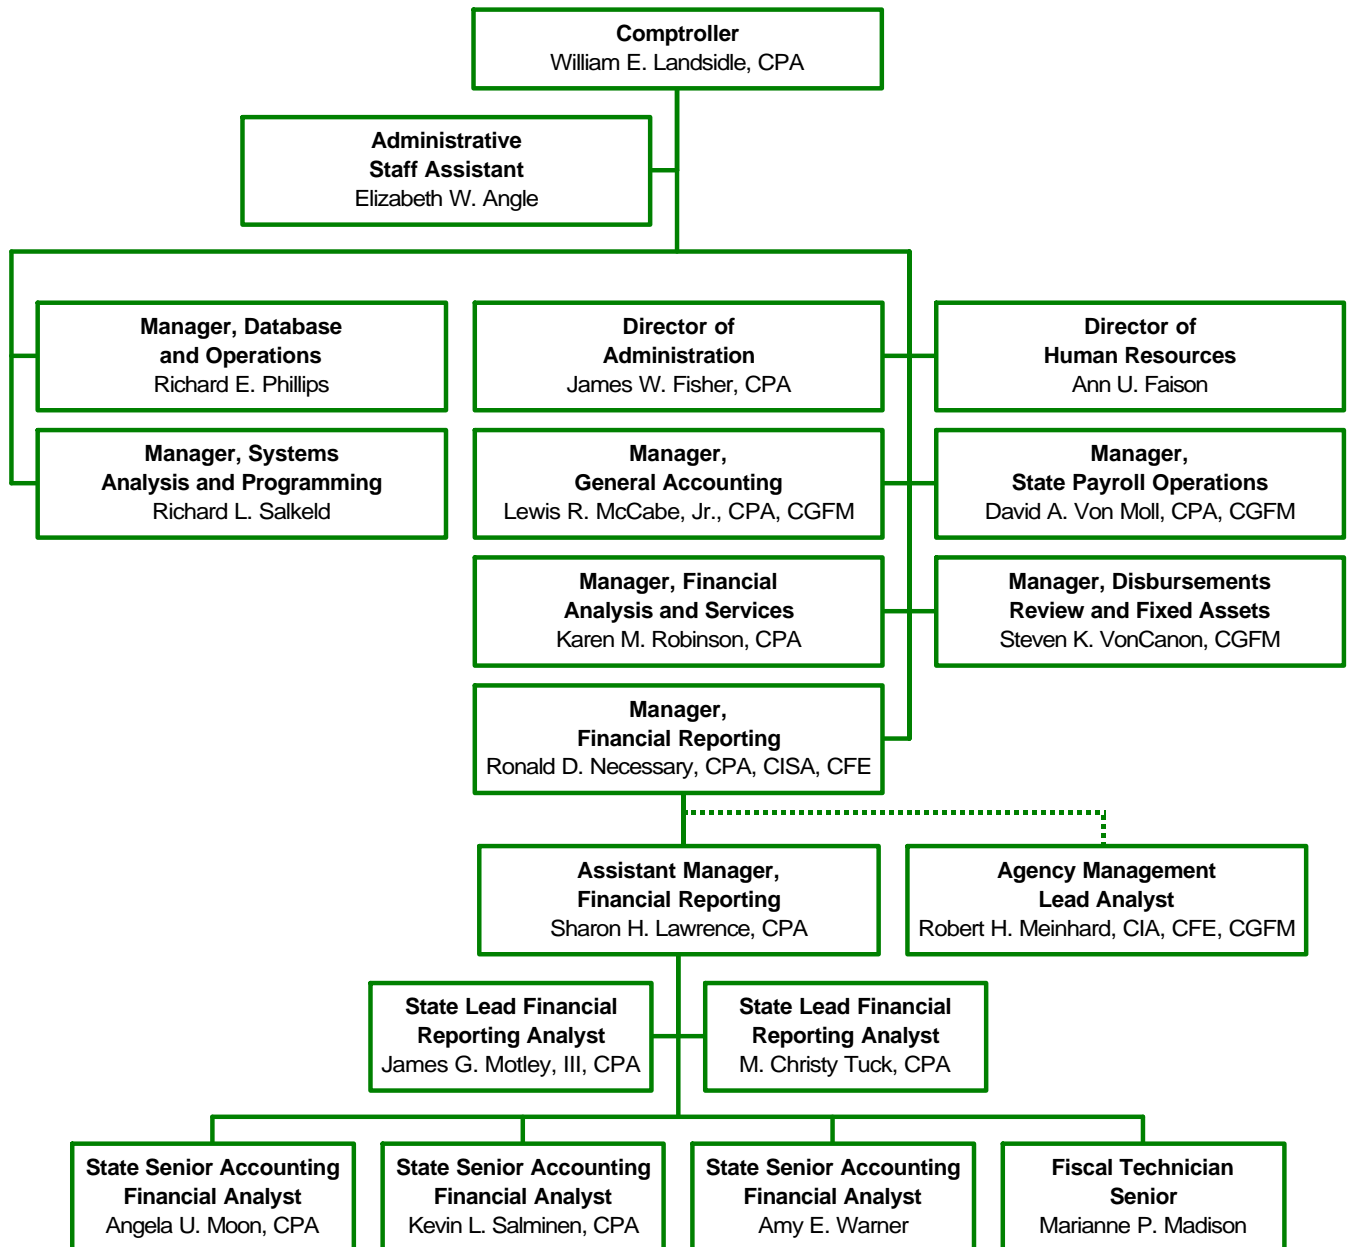 Comptroller
William E. Landsidle, CPA
Administrative
Staff Assistant
Elizabeth W. Angle
Manager, Database
and Operations
Richard E. Phillips
Director of
Administration
James W. Fisher, CPA
Director of
Human Resources
Ann U. Faison
Manager, Systems
Analysis and Programming
Richard L. Salkeld
Manager,
General Accounting
Lewis R. McCabe, Jr., CPA, CGFM
Manager,
State Payroll Operations
David A. Von Moll, CPA, CGFM
Manager, Financial
Analysis and Services
Karen M. Robinson, CPA
Manager, Disbursements
Review and Fixed Assets
Steven K. VonCanon, CGFM
Manager,
Financial Reporting
Ronald D. Necessary, CPA, CISA, CFE
Assistant Manager,
Financial Reporting
Sharon H. Lawrence, CPA
Agency Management
Lead Analyst
Robert H. Meinhard, CIA, CFE, CGFM
State Lead Financial
Reporting Analyst
James G. Motley, III, CPA
State Lead Financial
Reporting Analyst
M. Christy Tuck, CPA
State Senior Accounting
Financial Analyst
Angela U. Moon, CPA
State Senior Accounting
Financial Analyst
Kevin L. Salminen, CPA
State Senior Accounting
Financial Analyst
Amy E. Warner
Fiscal Technician
Senior
Marianne P. Madison